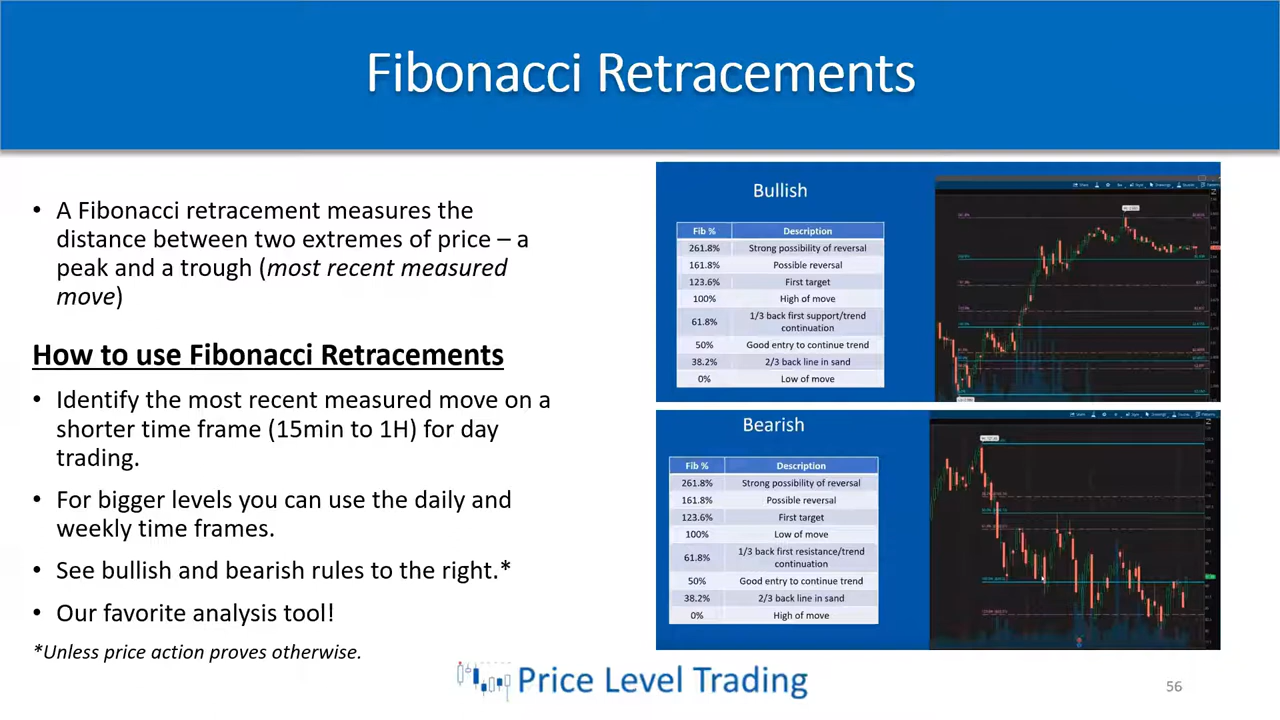 Fibonacci Retracements
• A Fibonacci retracement measures the
distance between two extremes of price – a
peak and a trough (most recent measured
move)
How to use Fibonacci Retracements
• Identify the most recent measured move on a
shorter time frame (15min to 1H) for day
trading.
• For bigger levels you can use the daily and
weekly time frames.
• See bullish and bearish rules to the right.*
• Our favorite analysis tool!
*Unless price action proves otherwise.
Bullish
Fib % Description
261.8% Strong possibility of reversal
161.8% Possible reversal
123.6% First target
100% High of move
61.8% 1/3 back first support/trend
continuation
50% Good entry to continue trend
38.2% 2/3 back line in sand
0% Low of move
Bearish
Fib % Description
261.8% Strong possibility of reversal
161.8% Possible reversal
123.6% First target
100% Low of move
61.8% 1/3 back first resistance/trend
continuation
50% Good entry to continue trend
38.2% 2/3 back line in sand
0% High of move
Price Level Trading
56